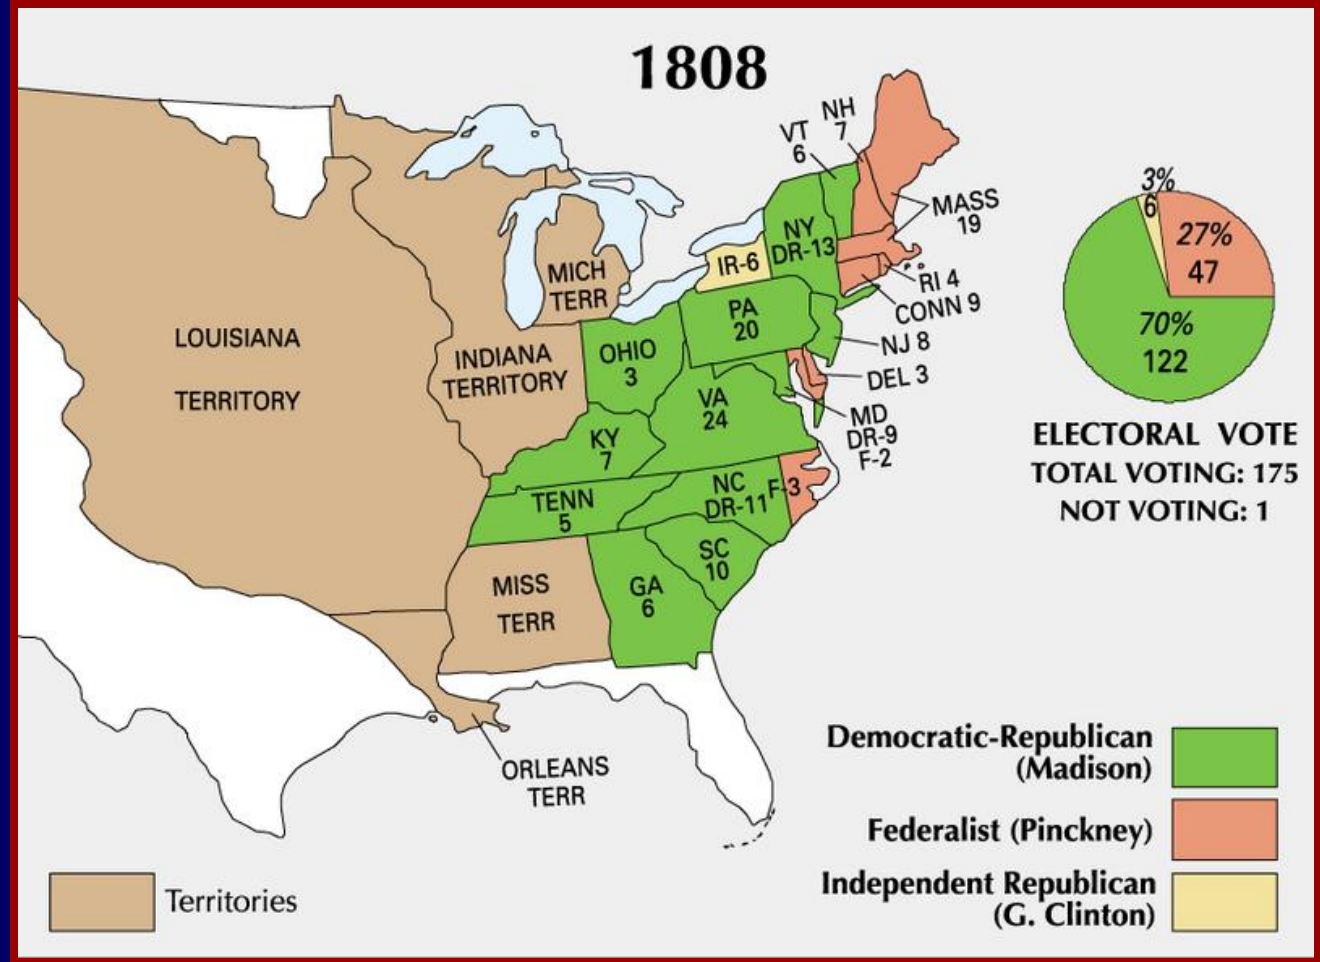 1808
NH
7
VT
6
MASS
19
NY
DR-13
IR-6
RI 4
CONN 9
PA
20
NJ 8
DEL 3
MD
DR-9
F-2
MICH
TERR
LOUISIANA
TERRITORY
INDIANA
TERRITORY
OHIO
3
VA
24
KY
7
TENN
5
NC
DR-11
F-3
SC
10
GA
6
MISS
TERR
ORLEANS
TERR
3%
6
27%
47
70%
122
ELECTORAL VOTE
TOTAL VOTING: 175
NOT VOTING: 1
Democratic-Republican
(Madison)
Federalist (Pinckney)
Independent Republican
(G. Clinton)
Territories